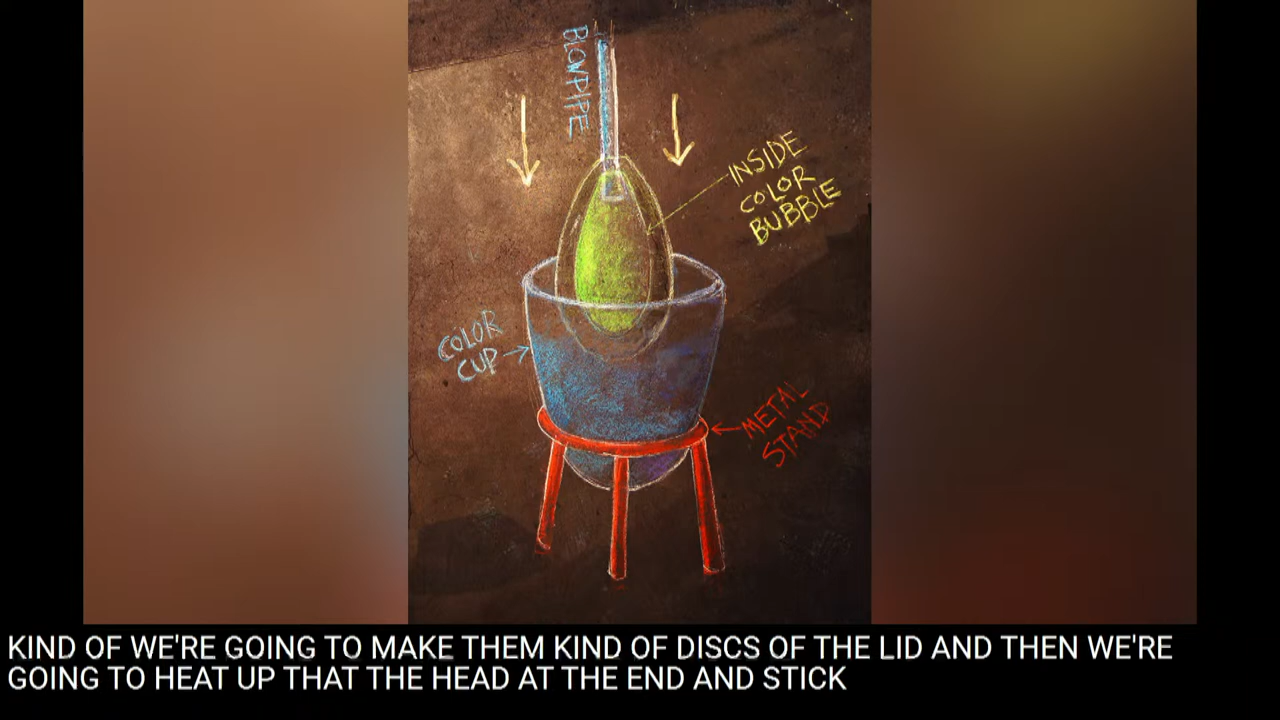 BLOWPIPE
INSIDE
COLOR
BUBBLE
COLOR
CUP
METAL
STAND
KIND OF WE'RE GOING TO MAKE THEM KIND OF DISCS OF THE LID AND THEN WE'RE
GOING TO HEAT UP THAT THE HEAD AT THE END AND STICK